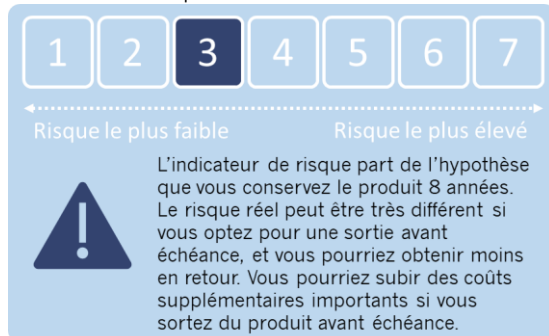 1 2 3 4 5 6 7
Risque le plus faible Risque le plus élevé
L'indicateur de risque part de l'hypothèse
que vous conservez le produit 8 années.
Le risque réel peut être très différent si
vous optez pour une sortie avant
échéance, et vous pourriez obtenir moins
en retour. Vous pourriez subir des coûts
supplémentaires importants si vous
sortez du produit avant échéance.